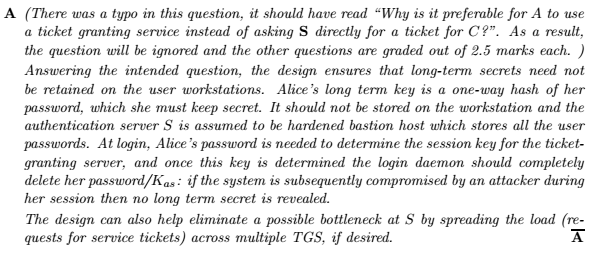 A (There was a typo in this question, it should have read “Why is it preferable for A to use
a ticket granting service instead of asking S directly for a ticket for C?”. As a result,
the question will be ignored and the other questions are graded out of 2.5 marks each. )
Answering the intended question, the design ensures that long-term secrets need not
be retained on the user workstations. Alice's long term key is a one-way hash of her
password, which she must keep secret. It should not be stored on the workstation and the
authentication server S is assumed to be hardened bastion host which stores all the user
passwords. At login, Alice's password is needed to determine the session key for the ticket-
granting server, and once this key is determined the login daemon should completely
delete her password/Kas: if the system is subsequently compromised by an attacker during
her session then no long term secret is revealed.
The design can also help eliminate a possible bottleneck at S by spreading the load (re-
quests for service tickets) across multiple TGS, if desired. A